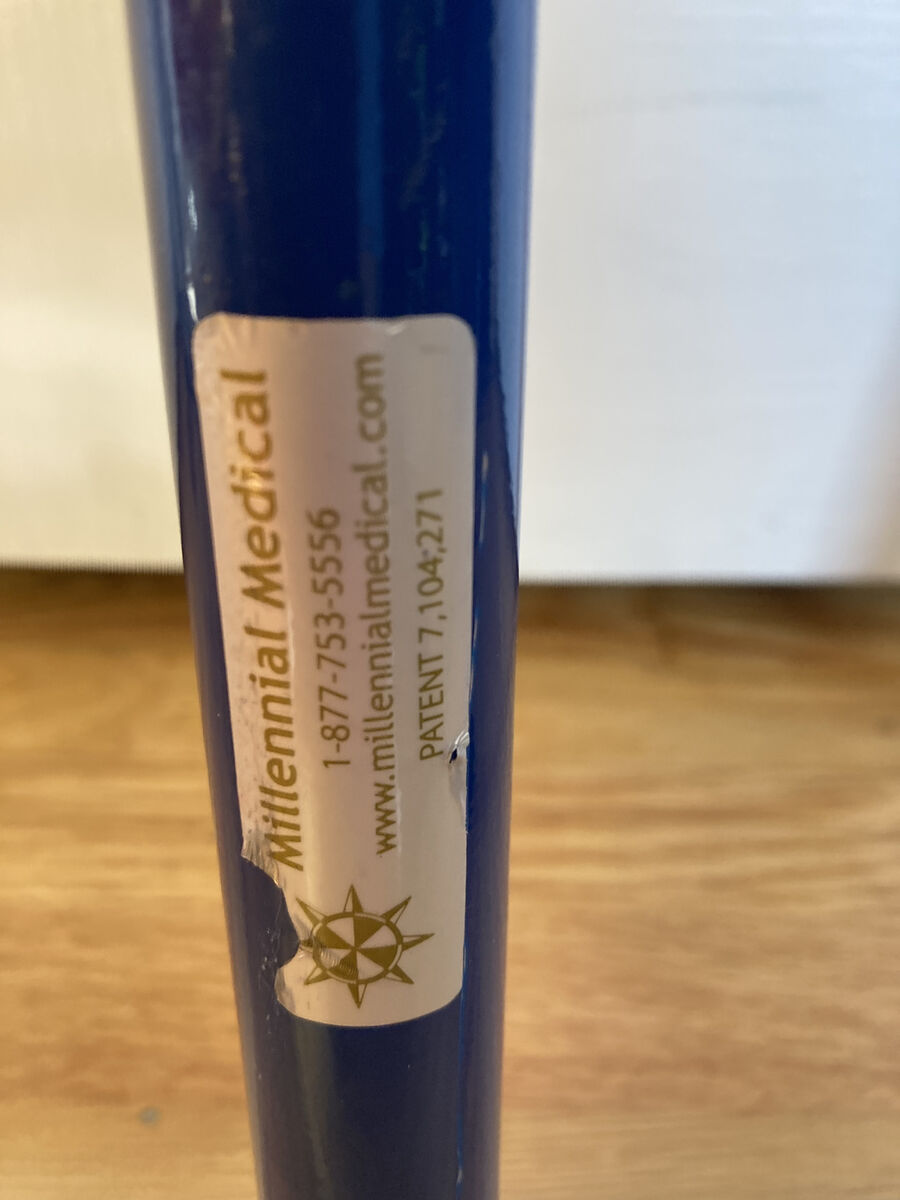 Millennial Medical
1-877-753-5556
www.millennialmedical.com
PATENT 7,104;271